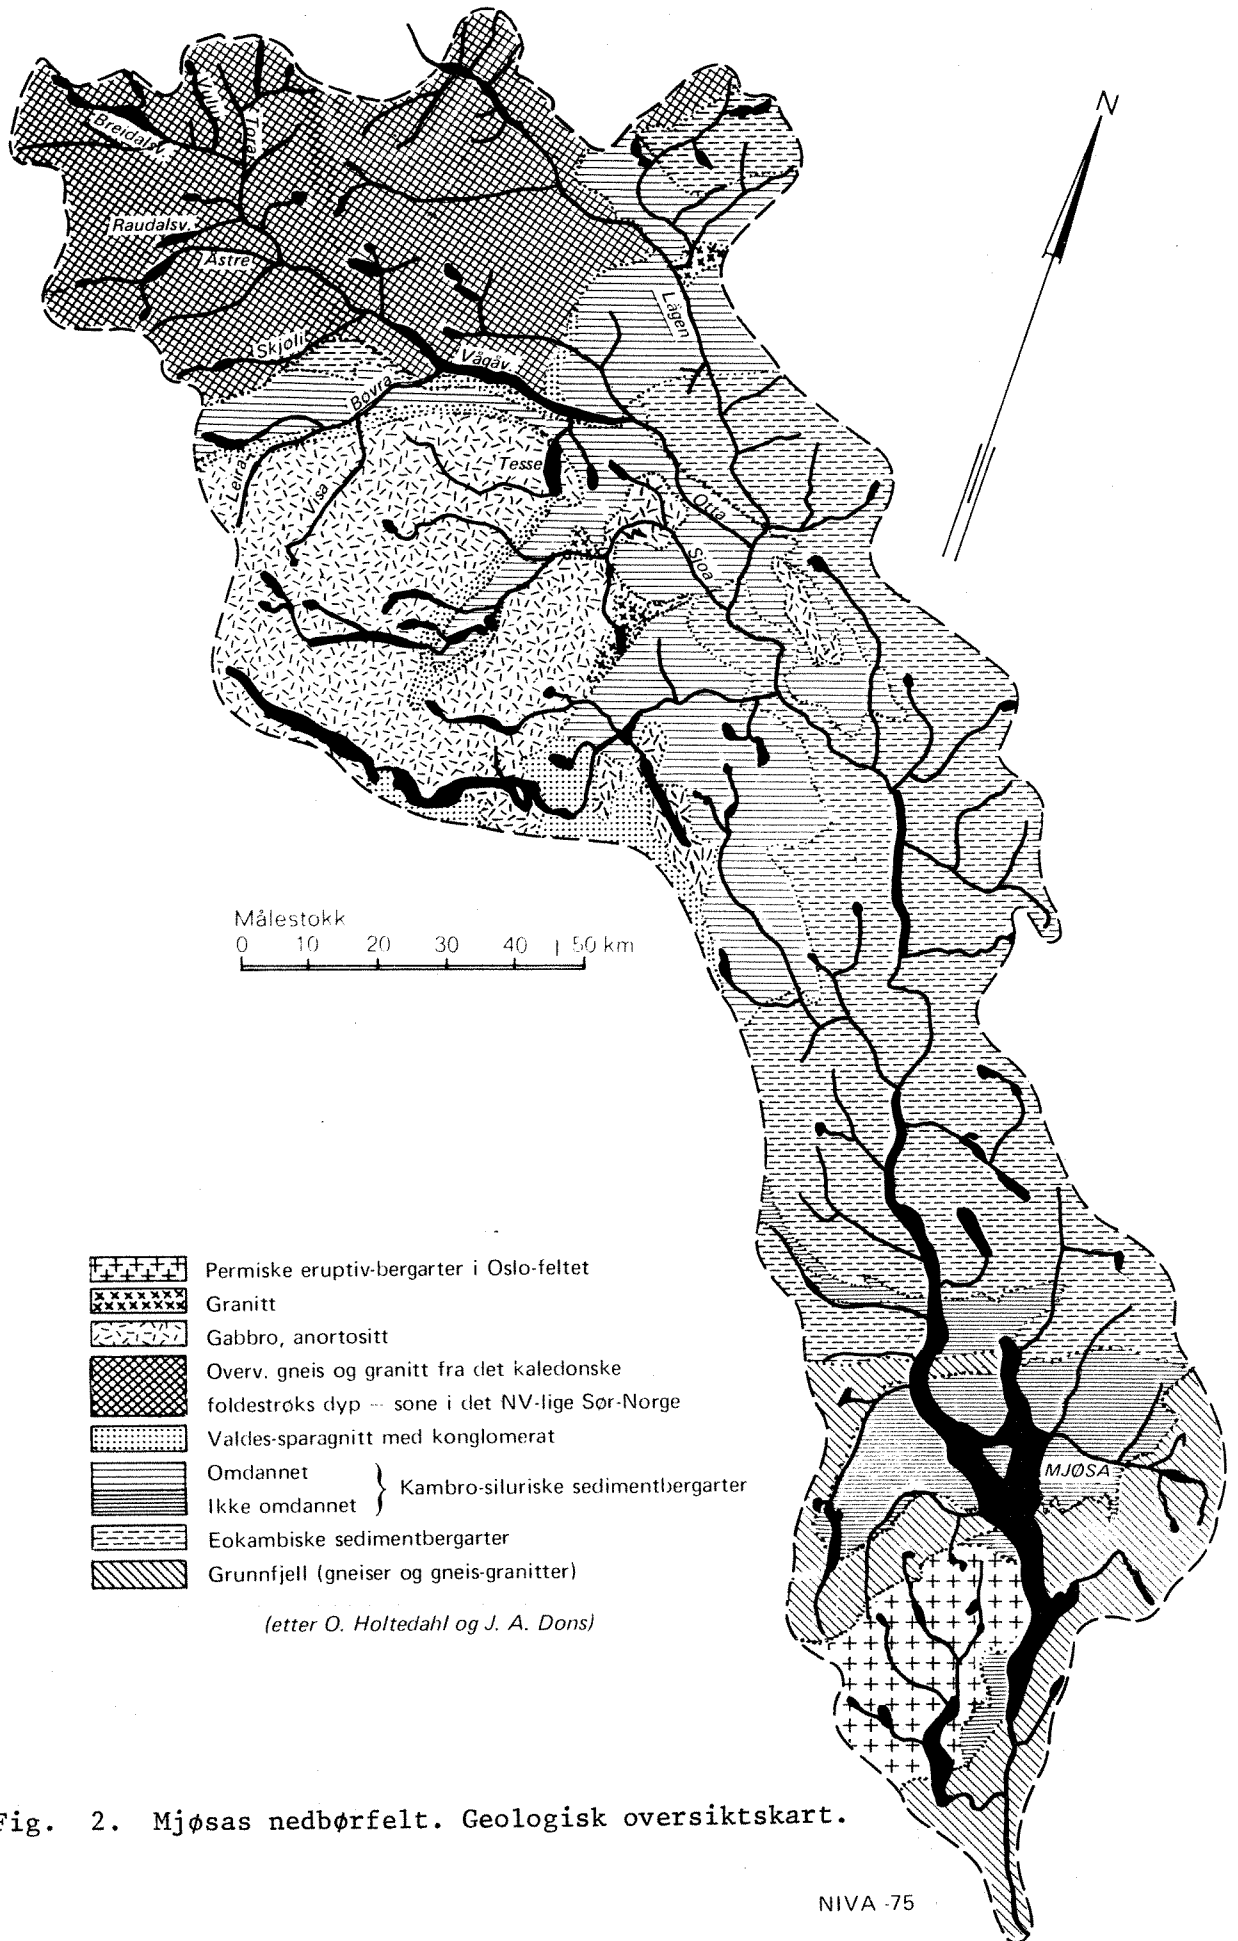 N
Breidalsv.
Tora
Raudalsv.
Åstre
Skjøli
Vågåv.
Bøvra
Lågen
Leira
Visa
Tesse
Otta
Sjoa
Målestokk
0 10 20 30 40 50 km
Permiske eruptiv-bergarter i Oslo-feltet
Granitt
Gabbro, anortositt
Overv. gneis og granitt fra det kaledonske
foldestrøks dyp - sone i det NV-lige Sør-Norge
Valdes-sparagnitt med konglomerat
Omdannet
Ikke omdannet } Kambro-siluriske sedimentbergarter
Eokambiske sedimentbergarter
Grunnfjell (gneiser og gneis-granitter)
(etter O. Holtedahl og J. A. Dons)
MJØSA
Fig. 2. Mjøsas nedbørfelt. Geologisk oversiktskart.
NIVA -75